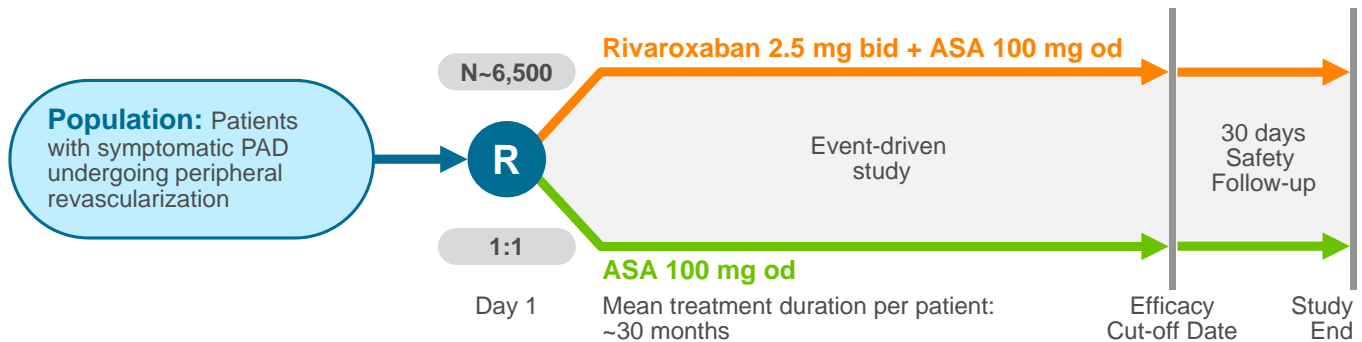 Rivaroxaban 2.5 mg bid + ASA 100 mg od
N~6,500
Population: Patients
with symptomatic PAD
undergoing peripheral
revascularization
R
Event-driven
study
30 days
Safety
Follow-up
1:1
ASA 100 mg od
Day 1
Mean treatment duration per patient:
~30 months
Efficacy
Cut-off Date
Study
End